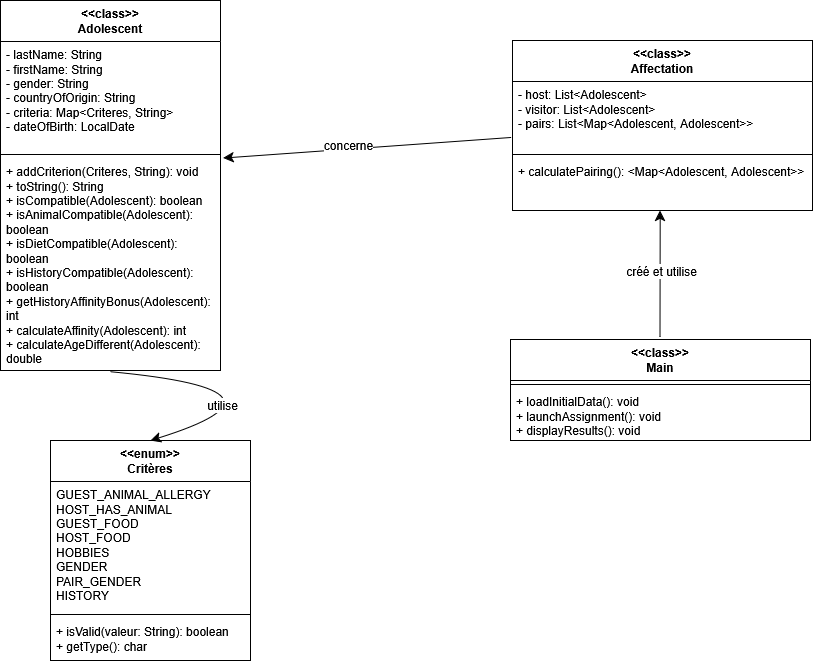 <<class>>
Adolescent
- lastName: String
- firstName: String
- gender: String
- countryOfOrigin: String
- criteria: Map<Criteres, String>
- dateOfBirth: LocalDate
+ addCriterion(Criteres, String): void
+ toString(): String
+ isCompatible(Adolescent): boolean
+ isAnimalCompatible(Adolescent):
boolean
+ isDietCompatible(Adolescent):
boolean
+ isHistoryCompatible(Adolescent):
boolean
+ getHistoryAffinityBonus(Adolescent):
int
+ calculateAffinity(Adolescent): int
+ calculateAgeDifferent(Adolescent):
double
concerne
<<class>>
Affectation
- host: List<Adolescent>
- visitor: List<Adolescent>
- pairs: List<Map<Adolescent, Adolescent>>
+ calculatePairing(): <Map<Adolescent, Adolescent>>
créé et utilise
<<class>>
Main
+ loadInitialData(): void
+ launchAssignment(): void
+ displayResults(): void
utilise
<<enum>>
Critères
GUEST_ANIMAL_ALLERGY
HOST_HAS_ANIMAL
GUEST_FOOD
HOST_FOOD
HOBBIES
GENDER
PAIR_GENDER
HISTORY
+ isValid(valeur: String): boolean
+ getType(): char